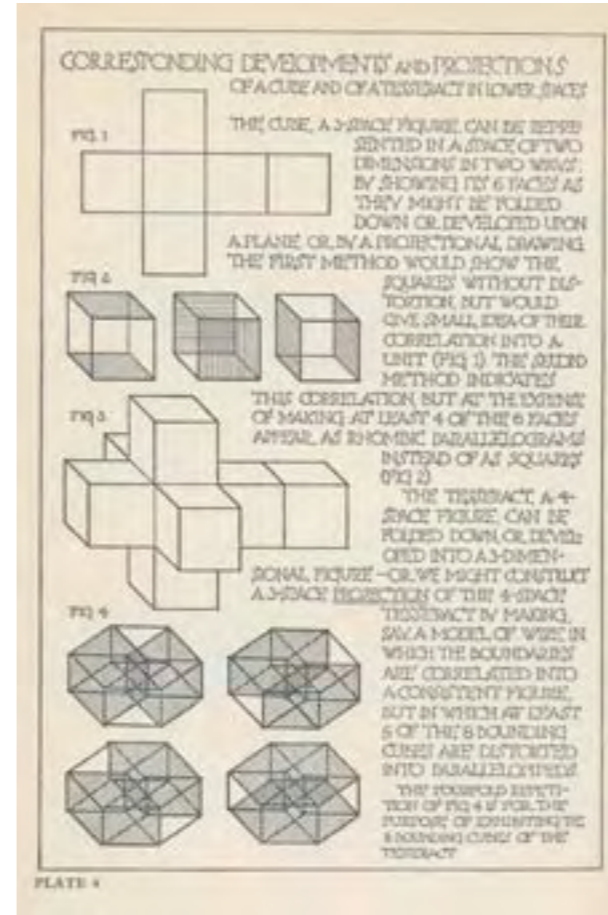 CORRESPONDING DEVELOPMENTS AND PROJECTIONS
OF A CUBE AND OF A TESSERACT IN LOWER SPACES
FIG. 1
THE CUBE, A 3-SPACE FIGURE, CAN BE REPRE
SENTED IN A SPACE OF TWO
DIMENSIONS IN TWO WAYS:
BY SHOWING ITS 6 FACES AS
THEY MIGHT BE FOLDED
DOWN OR DEVELOPED UPON
A PLANE, OR, BY A PROJECTIONAL DRAWING.
THE FIRST METHOD WOULD SHOW THE
FIG 2
SQUARES WITHOUT DIS-
TORTION, BUT WOULD
GIVE SMALL IDEA OF THEIR
CORRELATION INTO A
UNIT (FIG 1). THE SECOND
METHOD INDICATES
THIS CORRELATION, BUT AT THE EXPENSE
FIG 3
OF MAKING AT LEAST 4 OF THE 6 FACES
APPEAR AS RHOMBIC PARALLELOGRAMS
INSTEAD OF AS SQUARES
(FIG 2)
THE TESSERACT, A 4-
SPACE FIGURE, CAN BE
FOLDED DOWN, OR, DEVEL-
OPED INTO A 3-DIMEN-
SIONAL FIGURE—OR WE MIGHT CONSTRUCT
A 3-SPACE PROJECTION OF THE 4-SPACE
FIG 4
TESSERACT BY MAKING,
SAY, A MODEL OF WIRE IN
WHICH THE BOUNDARIES
ARE CORRELATED INTO
A CONSISTENT FIGURE,
BUT IN WHICH AT LEAST
OF THE 8 BOUNDING
CUBES ARE DISTORTED
INTO PARALLELOPIPEDS.
THE FOURFOLD REPETI-
TION OF FIG 4 IS FOR THE
PURPOSE OF EXHIBITING THE
8 BOUNDING CUBES OF THE
TESSERACT
PLATE 4